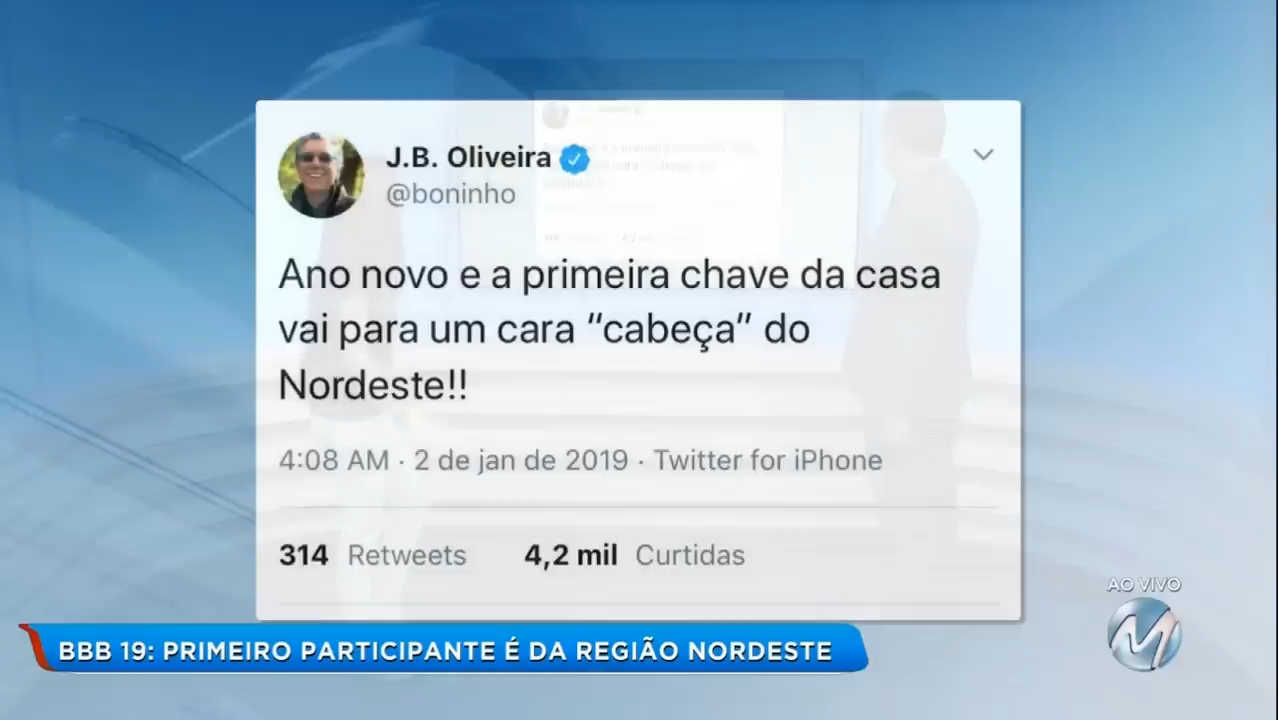 J.B. Oliveira
@boninho
Ano novo e a primeira chave da casa
vai para um cara “cabeça” do
Nordeste!!
4:08 AM · 2 de jan de 2019 · Twitter for iPhone
314 Retweets 4,2 mil Curtidas
AO VIVO
M
BBB 19: PRIMEIRO PARTICIPANTE É DA REGIÃO NORDESTE